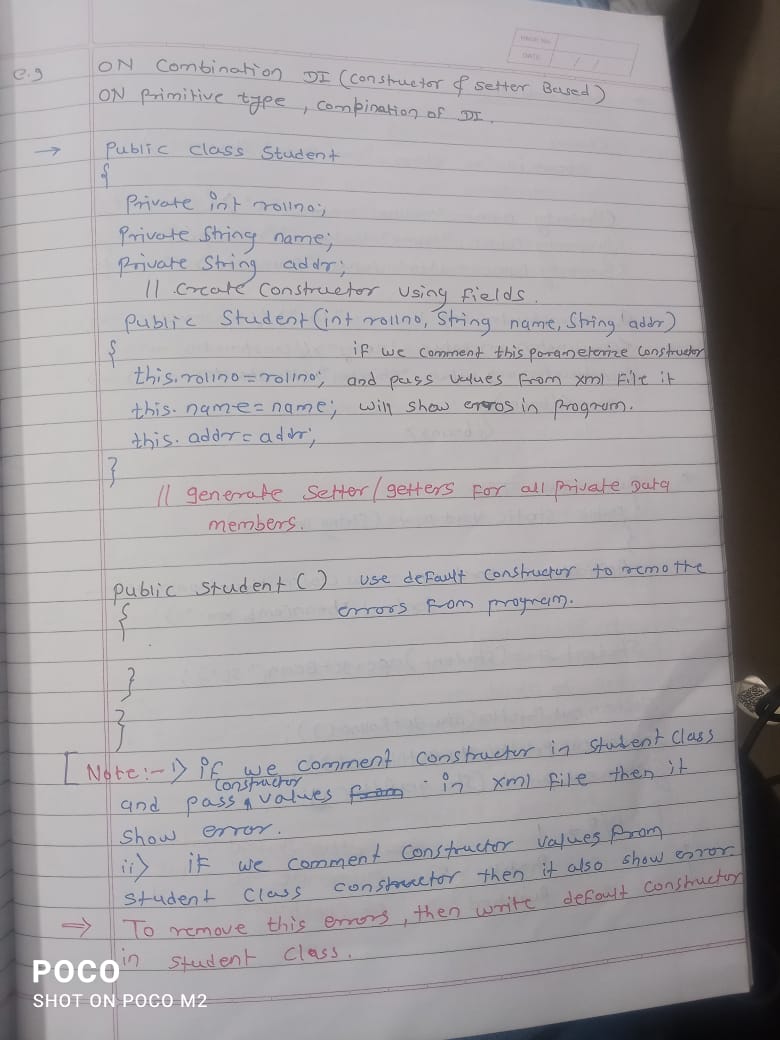 PAGE NO.
DATE / /
e.g ON Combination DI (constructor & setter Based)
ON primitive type, combination of DI.
→ Public class Student
{
Private int rollno;
Private String name;
Private String addr;
// Create constructor using fields.
Public Student(int rollno, String name, String addr)
{ if we comment this parameterize constructor
this.rollno=rollno; and pass values from xml file it
this.name=name; will show erros in program.
this.addr=addr;
}
// generate setter/getters for all private data
members.
public student() use default constructor to remo the
{ errors from program.
}
}
[Note:- i) if we comment constructor in student class
constructor
and pass values from in xml file then it
show error.
ii) if we comment constructor values from
student class constructor then it also show error.
⇒ To remove this errors, then write default constructor
in student class.
POCO
SHOT ON POCO M2